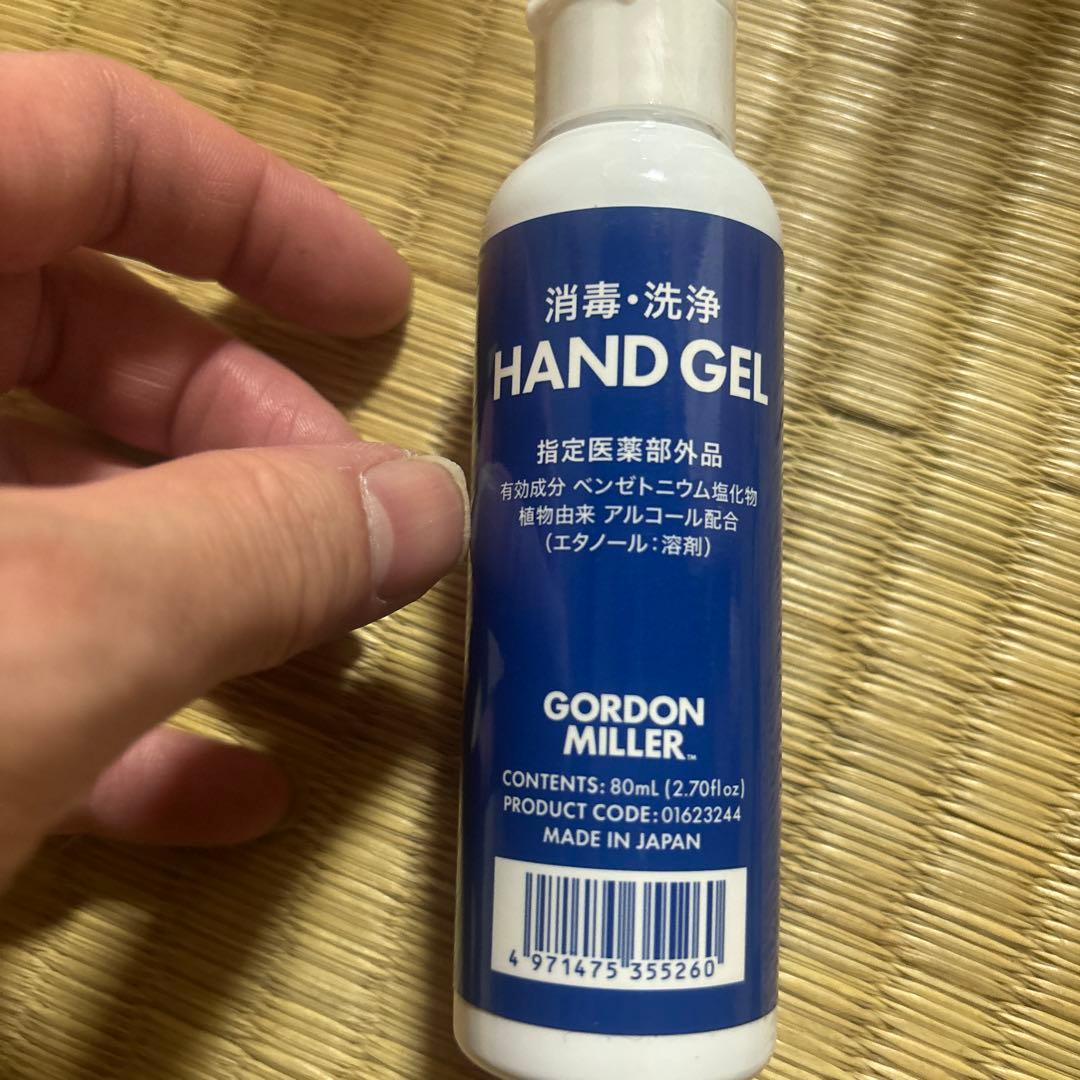 消毒・洗浄
HAND GEL
指定医薬部外品
有効成分 ベンゼトニウム塩化物
植物由来 アルコール配合
(エタノール:溶剤)
GORDON
MILLER™
CONTENTS: 80mL (2.70fl oz)
PRODUCT CODE: 01623244
MADE IN JAPAN
4 971475 355260